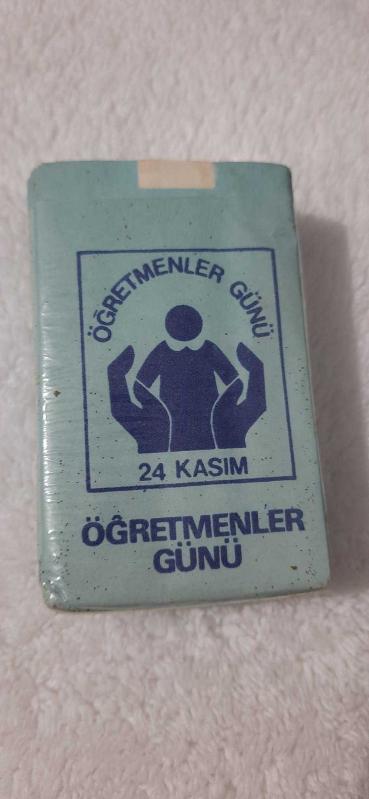 ÖĞRETMENLER GÜNÜ
24 KASIM
ÖĞRETMENLER
GÜNÜ